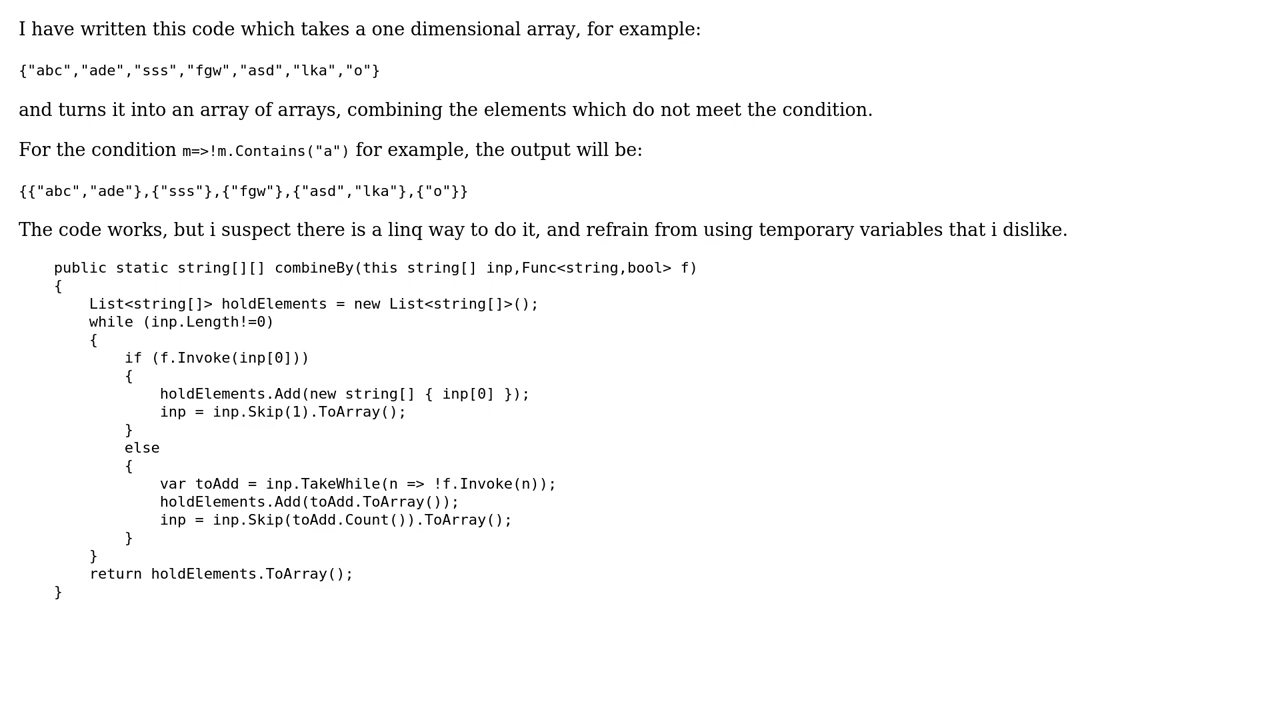 I have written this code which takes a one dimensional array, for example:
{"abc","ade","sss","fgw","asd","lka","o"}
and turns it into an array of arrays, combining the elements which do not meet the condition.
For the condition m=>!m.Contains("a") for example, the output will be:
{{"abc","ade"},{"sss"},{"fgw"},{"asd","lka"},{"o"}}
The code works, but i suspect there is a linq way to do it, and refrain from using temporary variables that i dislike.
    public static string[][] combineBy(this string[] inp,Func<string,bool> f)
    {
        List<string[]> holdElements = new List<string[]>();
        while (inp.Length!=0)
        {
            if (f.Invoke(inp[0]))
            {
                holdElements.Add(new string[] { inp[0] });
                inp = inp.Skip(1).ToArray();
            }
            else
            {
                var toAdd = inp.TakeWhile(n => !f.Invoke(n));
                holdElements.Add(toAdd.ToArray());
                inp = inp.Skip(toAdd.Count()).ToArray();
            }
        }
        return holdElements.ToArray();
    }